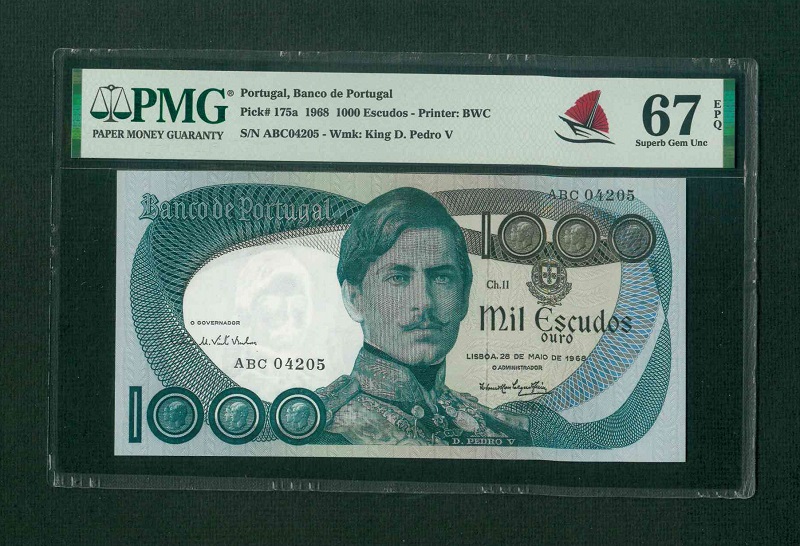 PMG®
PAPER MONEY GUARANTY
Portugal, Banco de Portugal
Pick# 175a 1968 1000 Escudos - Printer: BWC
S/N ABC04205 - Wmk: King D. Pedro V
67 EPQ
Superb Gem Unc
Banco de Portugal
ABC 04205
1000
Ch.11
Mil Escudos
ouro
LISBOA, 28 DE MAIO DE 1968
O GOVERNADOR
O ADMINISTRADOR
ABC 04205
1000
D. PEDRO V